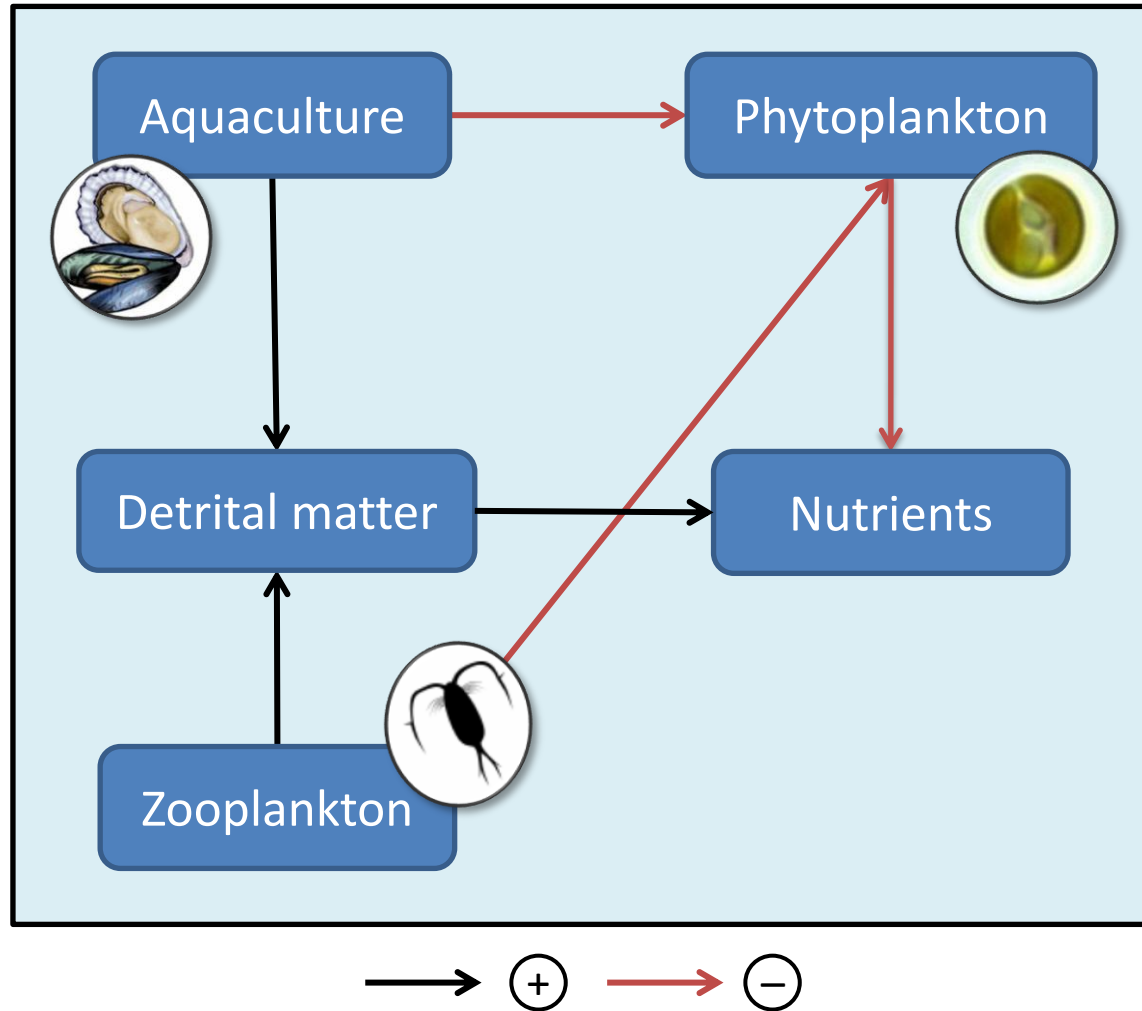 Aquaculture
Phytoplankton
Detrital matter
Nutrients
Zooplankton
+
–